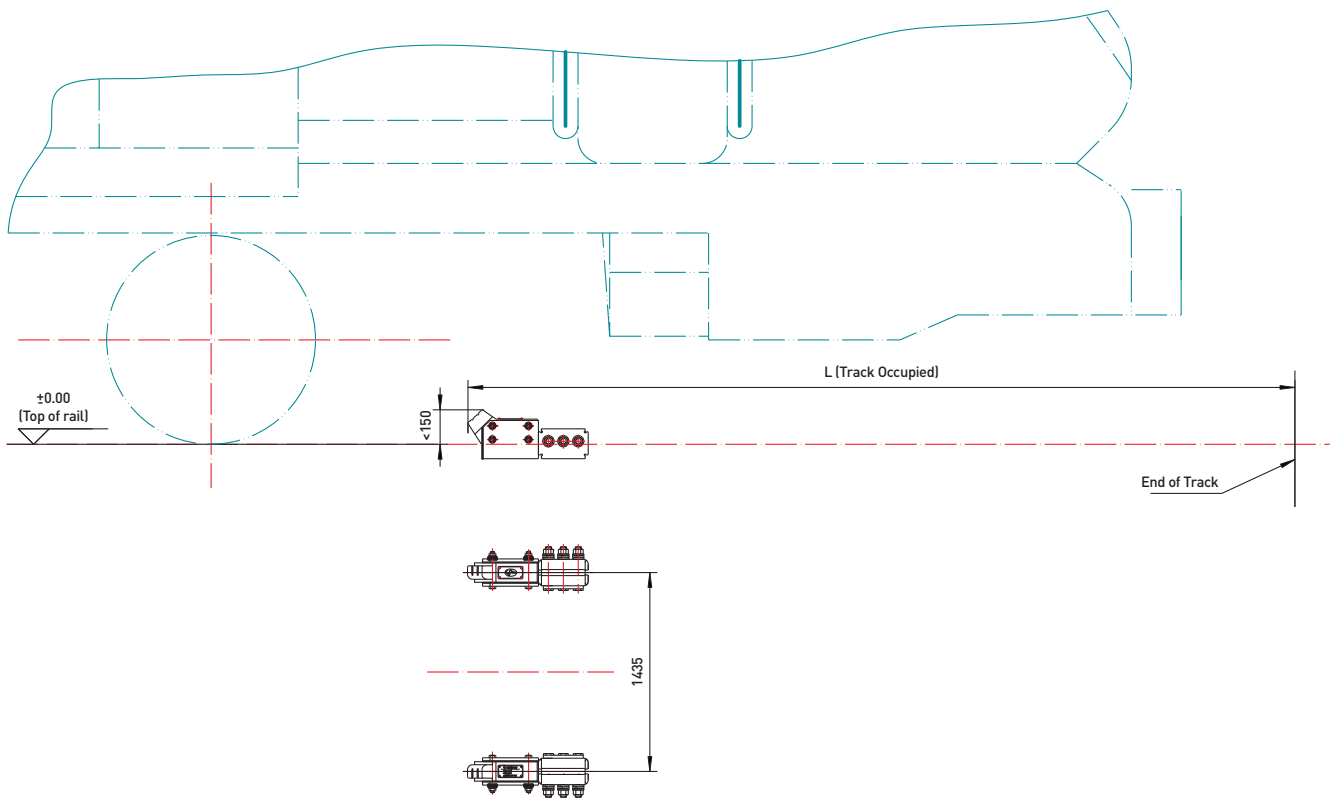 L (Track Occupied)
±0.00
(Top of rail)
<150
End of Track
1435